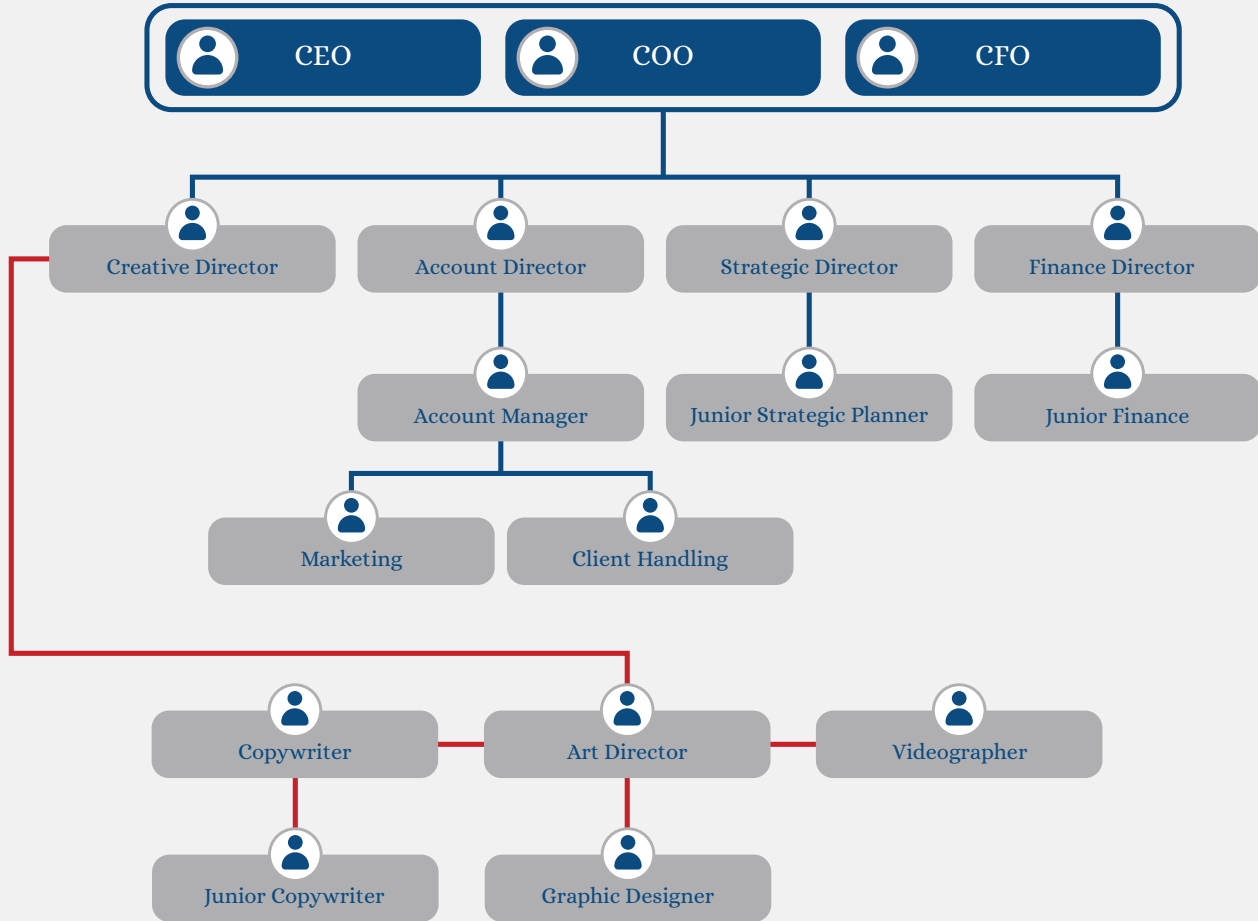 CEO
COO
CFO
Creative Director
Account Director
Strategic Director
Finance Director
Account Manager
Junior Strategic Planner
Junior Finance
Marketing
Client Handling
Copywriter
Art Director
Videographer
Junior Copywriter
Graphic Designer